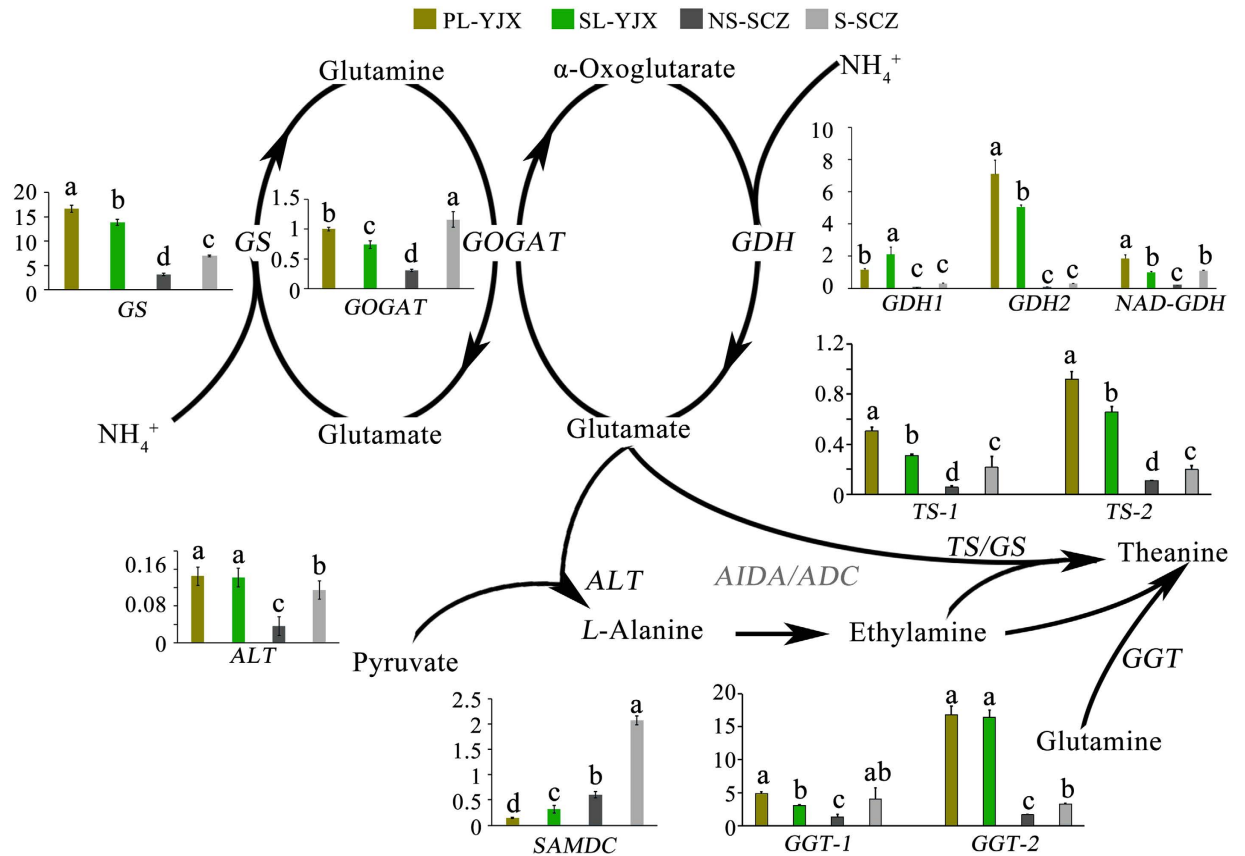 PL-YJX SL-YJX NS-SCZ S-SCZ
Glutamine
α-Oxoglutarate
NH₄⁺
20
15
10
5
0
a b d c
GS
GS
1.5
1
0.5
0
b c d a
GOGAT
GOGAT
GDH
10
8
6
4
2
0
b a c c
a b c c
a b c b
GDH1 GDH2 NAD-GDH
NH₄⁺
Glutamate
Glutamate
1.2
0.8
0.4
0
a b d c
a b d c
TS-1 TS-2
TS/GS
Theanine
0.16
0.08
0
a a c b
ALT
ALT
AIDA/ADC
L-Alanine
Ethylamine
Pyruvate
GGT
Glutamine
2.5
2
1.5
1
0.5
0
d c b a
SAMDC
20
15
10
5
0
a b c ab
a a c b
GGT-1 GGT-2